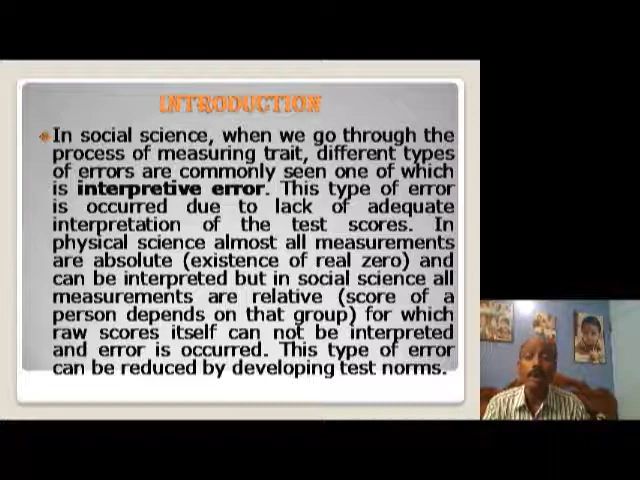 INTRODUCTION
In social science, when we go through the
process of measuring trait, different types
of errors are commonly seen one of which
is interpretive error. This type of error
is occurred due to lack of adequate
interpretation of the test scores. In
physical science almost all measurements
are absolute (existence of real zero) and
can be interpreted but in social science all
measurements are relative (score of a
person depends on that group) for which
raw scores itself can not be interpreted
and error is occurred. This type of error
can be reduced by developing test norms.